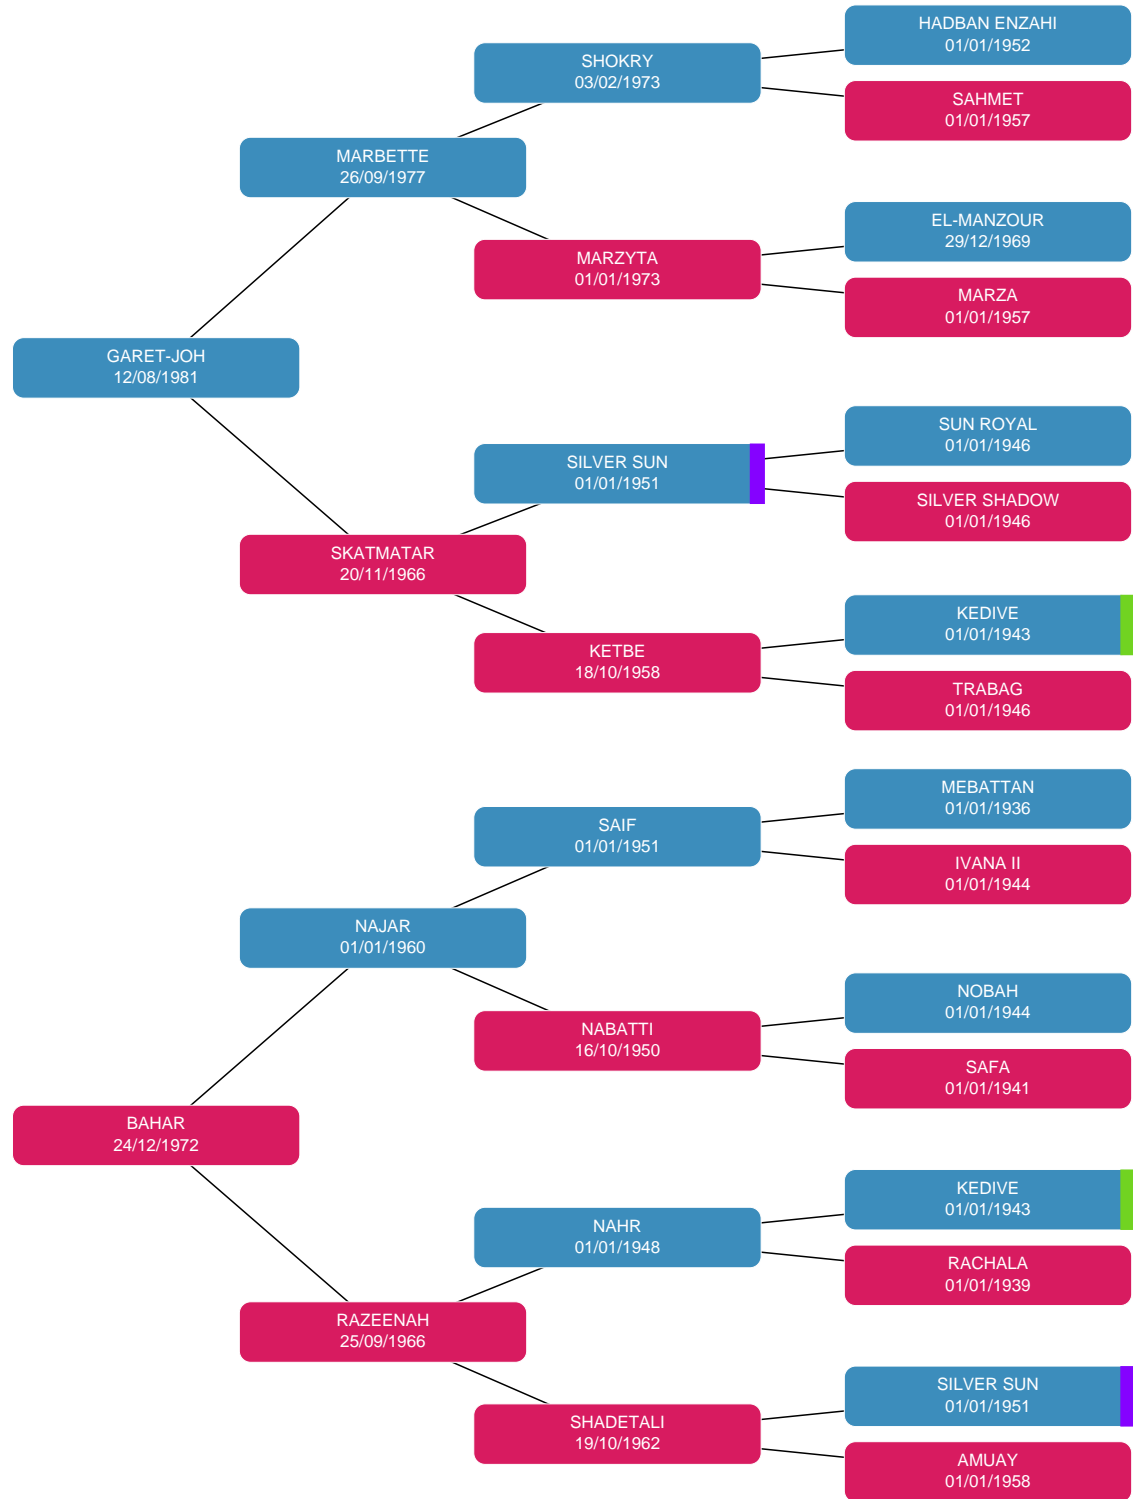 HADBAN ENZAHI
01/01/1952
SHOKRY
03/02/1973
SAHMET
01/01/1957
MARBETTE
26/09/1977
EL-MANZOUR
29/12/1969
MARZYTA
01/01/1973
MARZA
01/01/1957
GARET-JOH
12/08/1981
SUN ROYAL
01/01/1946
SILVER SUN
01/01/1951
SILVER SHADOW
01/01/1946
SKATMATAR
20/11/1966
KEDIVE
01/01/1943
KETBE
18/10/1958
TRABAG
01/01/1946
MEBATTAN
01/01/1936
SAIF
01/01/1951
IVANA II
01/01/1944
NAJAR
01/01/1960
NOBAH
01/01/1944
NABATTI
16/10/1950
SAFA
01/01/1941
BAHAR
24/12/1972
KEDIVE
01/01/1943
NAHR
01/01/1948
RACHALA
01/01/1939
RAZEENAH
25/09/1966
SILVER SUN
01/01/1951
SHADETALI
19/10/1962
AMUAY
01/01/1958